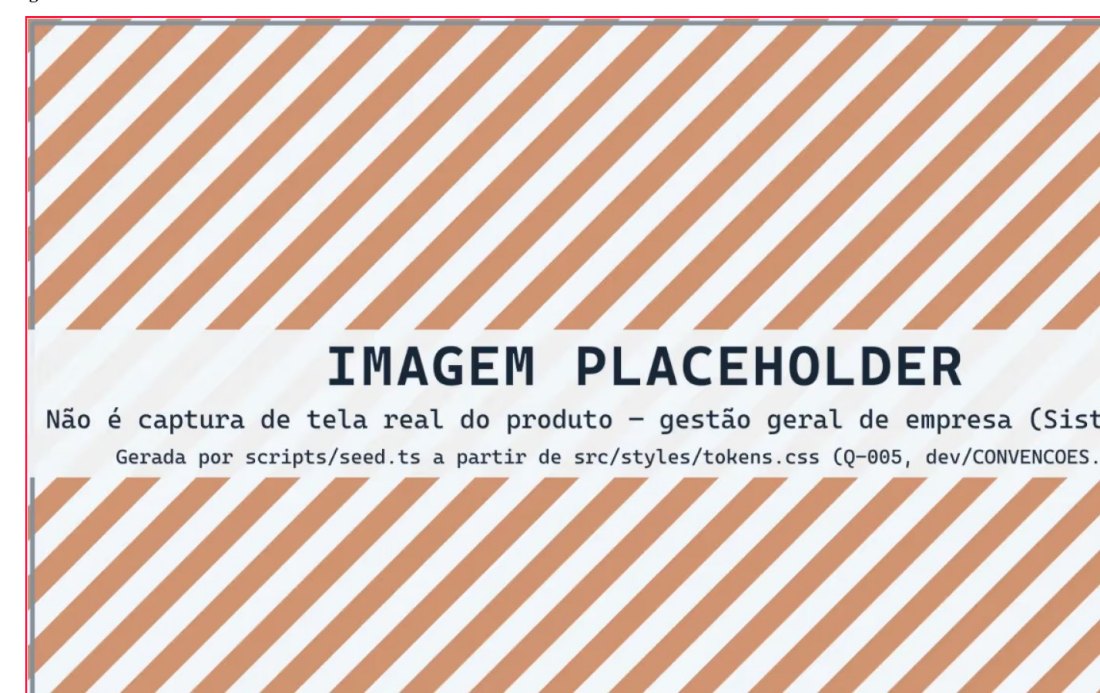 IMAGEM PLACEHOLDER
Não é captura de tela real do produto — gestão geral de empresa (Sist
Gerada por scripts/seed.ts a partir de src/styles/tokens.css (Q-005, dev/CONVENCOES.